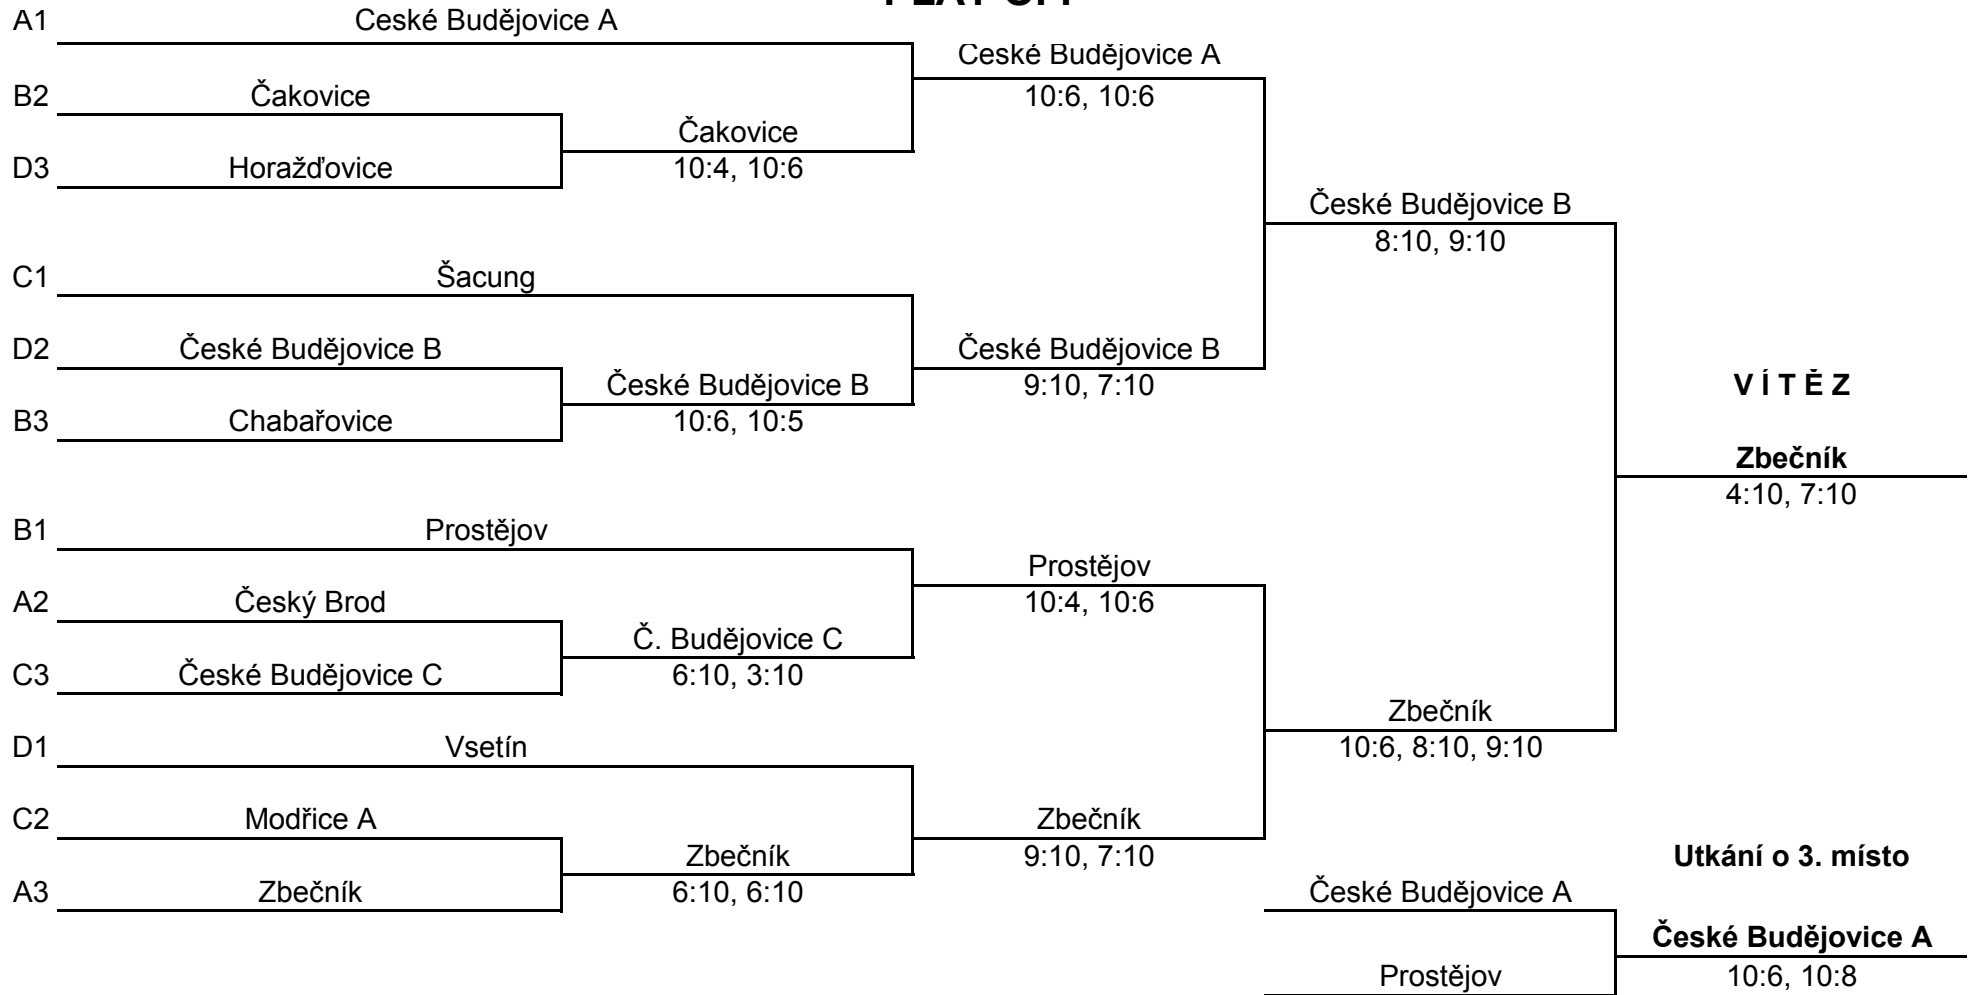 A1 České Budějovice A
České Budějovice A
10:6, 10:6
B2 Čakovice
Čakovice
10:4, 10:6
D3 Horažďovice
České Budějovice B
8:10, 9:10
C1 Šacung
D2 České Budějovice B
České Budějovice B
9:10, 7:10
České Budějovice B
10:6, 10:5
B3 Chabařovice
V Í T Ě Z
Zbečník
4:10, 7:10
B1 Prostějov
Prostějov
10:4, 10:6
A2 Český Brod
Č. Budějovice C
6:10, 3:10
C3 České Budějovice C
Zbečník
10:6, 8:10, 9:10
D1 Vsetín
C2 Modřice A
Zbečník
9:10, 7:10
Zbečník
6:10, 6:10
A3 Zbečník
Utkání o 3. místo
České Budějovice A
České Budějovice A
10:6, 10:8
Prostějov